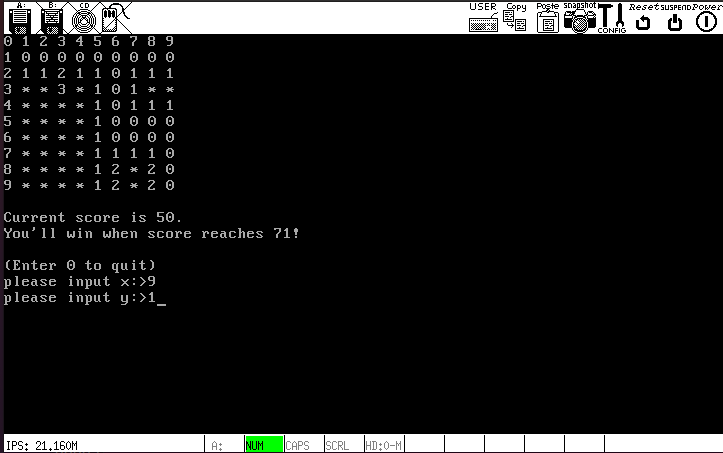 A: B: CD USER Copy Paste snapshot CONFIG Reset SUSPEND Power
0 1 2 3 4 5 6 7 8 9
1 0 0 0 0 0 0 0 0 0
2 1 1 2 1 1 0 1 1 1
3 * * 3 * 1 0 1 * *
4 * * * * 1 0 1 1 1
5 * * * * 1 0 0 0 0
6 * * * * 1 0 0 0 0
7 * * * * 1 1 1 1 0
8 * * * * 1 2 * 2 0
9 * * * * 1 2 * 2 0
Current score is 50.
You'll win when score reaches 71!
(Enter 0 to quit)
please input x:>9
please input y:>1_
IPS: 21.160M A: NUM CAPS SCRL HD:0-M